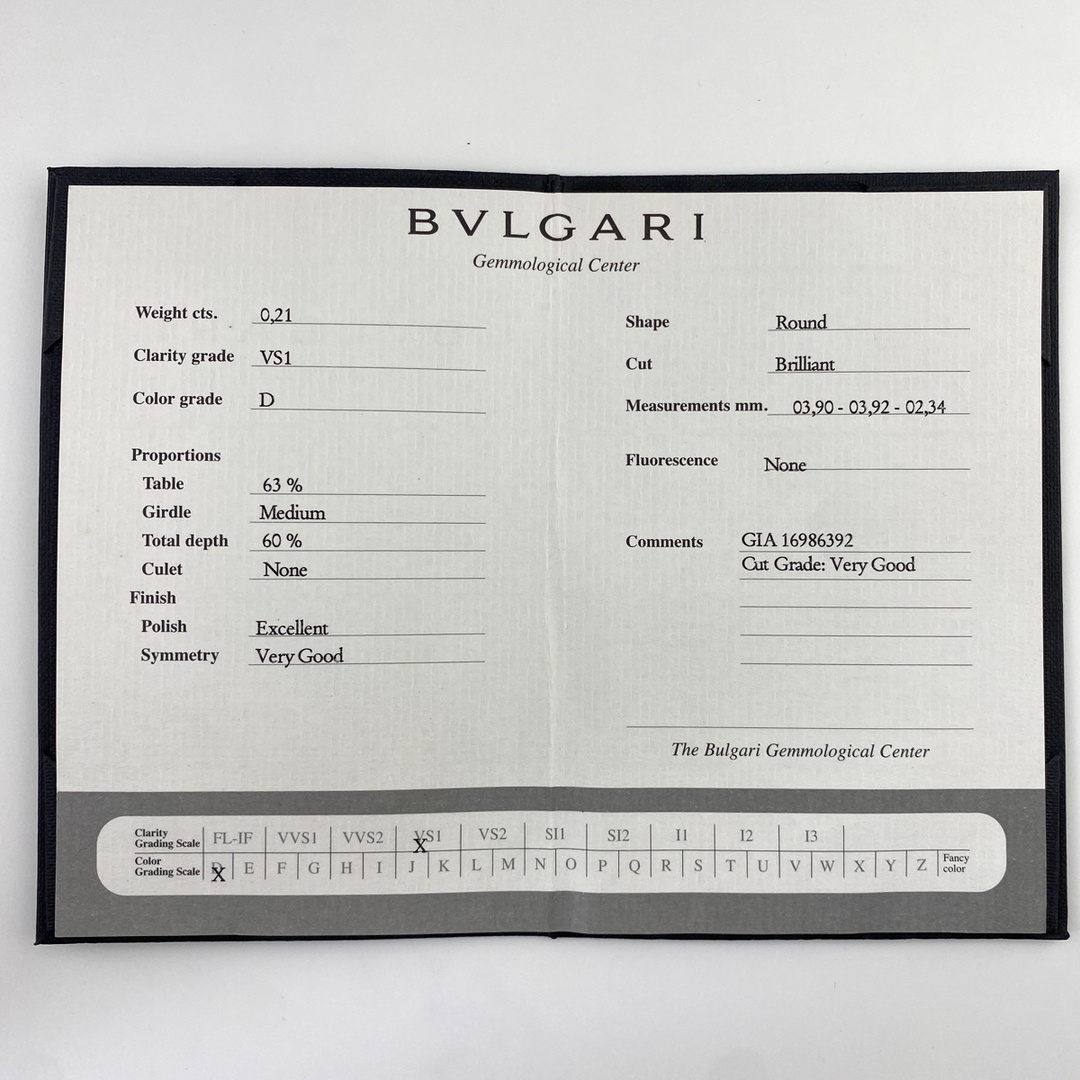 BVLGARI
Gemmological Center
Weight cts. 0,21
Clarity grade VS1
Color grade D
Proportions
Table 63 %
Girdle Medium
Total depth 60 %
Culet None
Finish
Polish Excellent
Symmetry Very Good
Shape Round
Cut Brilliant
Measurements mm. 03,90 - 03,92 - 02,34
Fluorescence None
Comments GIA 16986392
Cut Grade: Very Good
The Bulgari Gemmological Center
Clarity
Grading Scale FL-IF VVS1 VVS2 VS1 VS2 SI1 SI2 I1 I2 I3
X
Color
Grading Scale D E F G H I J K L M N O P Q R S T U V W X Y Z Fancy
color
X